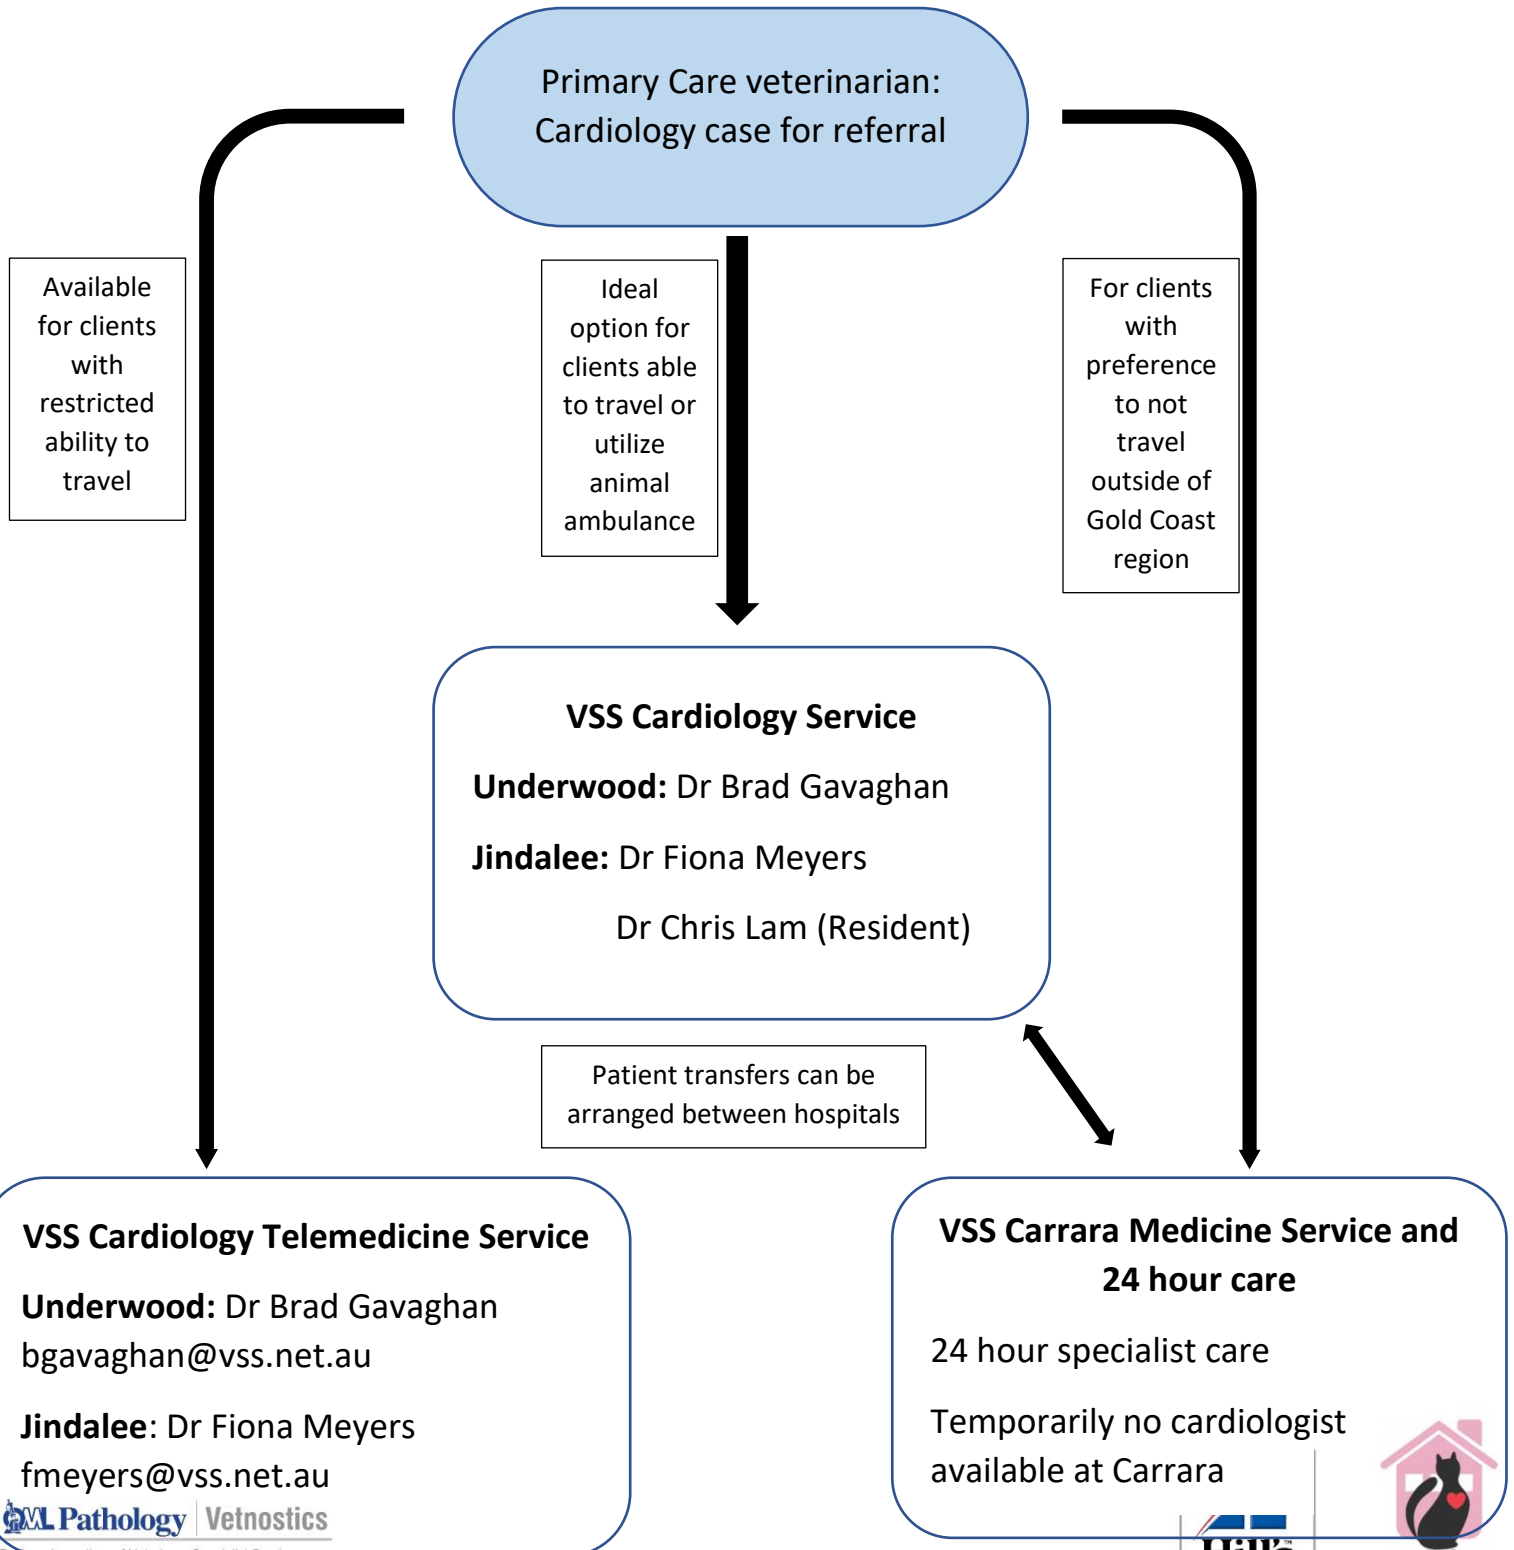 Primary Care veterinarian:
Cardiology case for referral
Available
for clients
with
restricted
ability to
travel
Ideal
option for
clients able
to travel or
utilize
animal
ambulance
For clients
with
preference
to not
travel
outside of
Gold Coast
region
VSS Cardiology Service
Underwood: Dr Brad Gavaghan
Jindalee: Dr Fiona Meyers
Dr Chris Lam (Resident)
Patient transfers can be
arranged between hospitals
VSS Cardiology Telemedicine Service
Underwood: Dr Brad Gavaghan
bgavaghan@vss.net.au
Jindalee: Dr Fiona Meyers
fmeyers@vss.net.au
QML Pathology Vetnostics
VSS Carrara Medicine Service and
24 hour care
24 hour specialist care
Temporarily no cardiologist
available at Carrara
Hill's